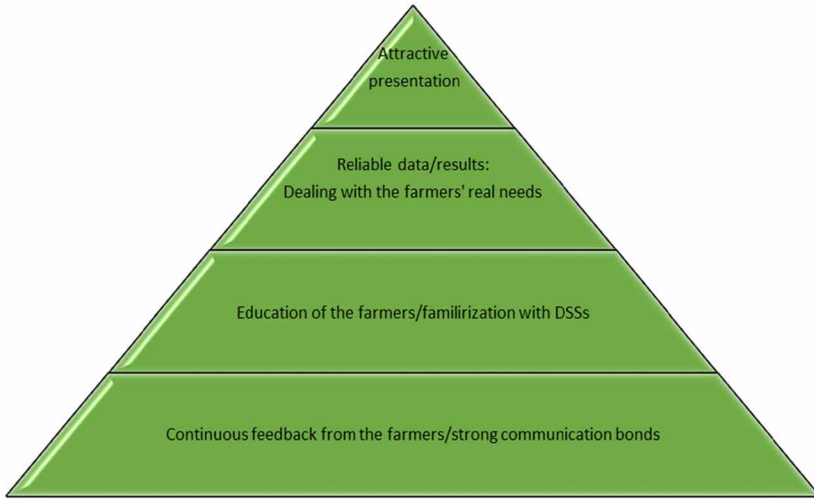 Attractive
presentation
Reliable data/results:
Dealing with the farmers' real needs
Education of the farmers/familirization with DSSs
Continuous feedback from the farmers/strong communication bonds